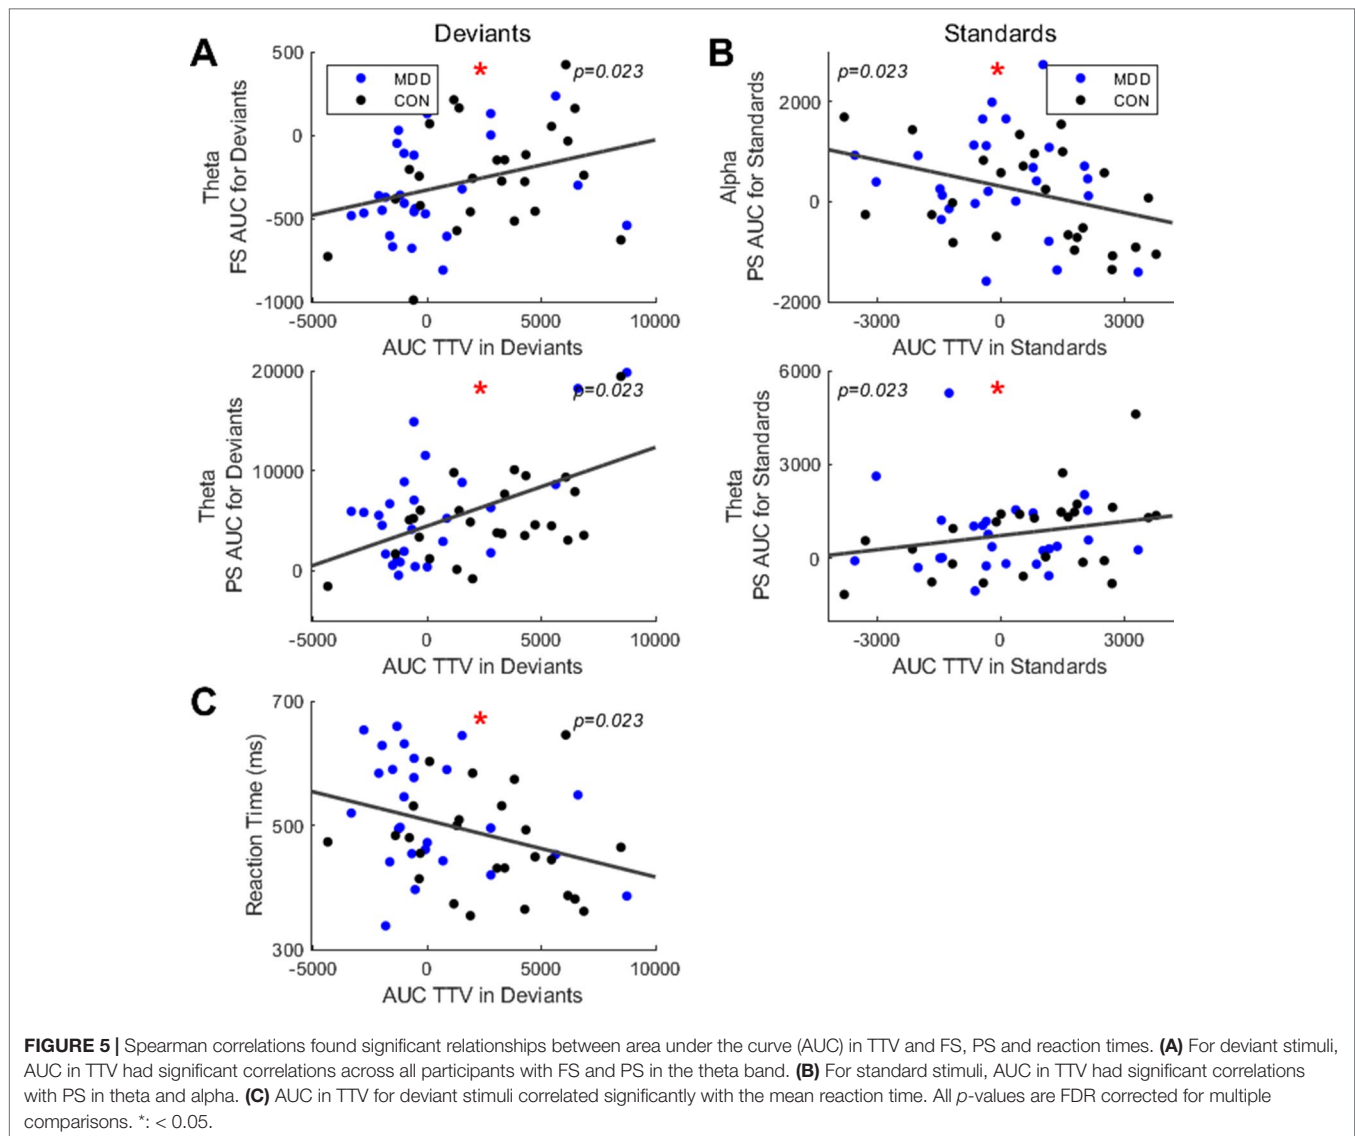 A
Deviants
500
0
-500
-1000
Theta
FS AUC for Deviants
MDD
CON
*
p=0.023
-5000 0 5000 10000
AUC TTV in Deviants
20000
10000
0
Theta
PS AUC for Deviants
*
p=0.023
-5000 0 5000 10000
AUC TTV in Deviants
B
Standards
2000
0
-2000
Alpha
PS AUC for Standards
p=0.023
*
MDD
CON
-3000 0 3000
AUC TTV in Standards
6000
3000
0
Theta
PS AUC for Standards
p=0.023
*
-3000 0 3000
AUC TTV in Standards
C
700
500
300
Reaction Time (ms)
*
p=0.023
-5000 0 5000 10000
AUC TTV in Deviants
FIGURE 5 | Spearman correlations found significant relationships between area under the curve (AUC) in TTV and FS, PS and reaction times. (A) For deviant stimuli,
AUC in TTV had significant correlations across all participants with FS and PS in the theta band. (B) For standard stimuli, AUC in TTV had significant correlations
with PS in theta and alpha. (C) AUC in TTV for deviant stimuli correlated significantly with the mean reaction time. All p-values are FDR corrected for multiple
comparisons. *: < 0.05.